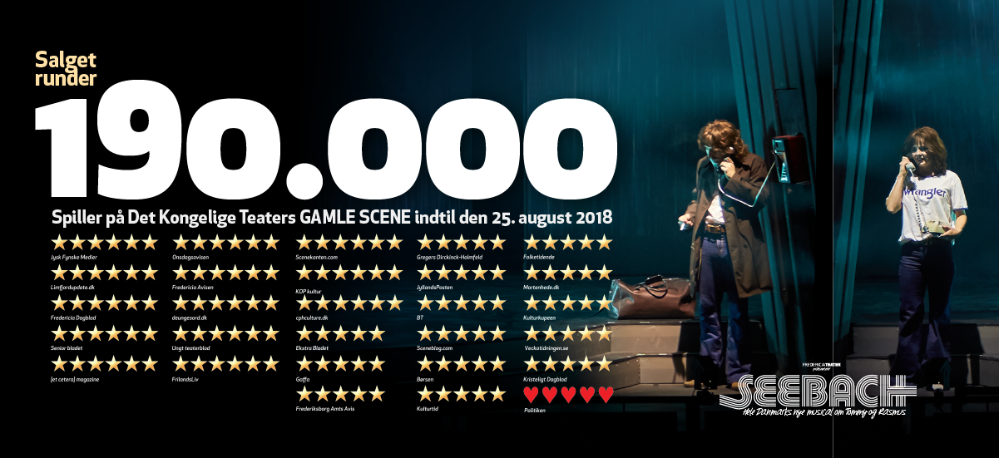 Salget
runder
190.000
Spiller på Det Kongelige Teaters GAMLE SCENE indtil den 25. august 2018
Jysk Fynske Medier
Limfjordupdate.dk
Fredericia Dagblad
Senior bladet
[et cetera] magazine
Onsdagsavisen
Fredericia Avisen
deungesord.dk
Ungt teaterblod
FrilandsLiv
Scenekanten.com
KOP kultur
cphculture.dk
Ekstra Bladet
Gaffa
Frederiksborg Amts Avis
Gregers Dirckinck-Holmfeld
JyllandsPosten
BT
Sceneblog.com
Børsen
Kulturtid
Folketidende
Mortenhede.dk
Kulturkupeen
Veckotidningen.se
Kristeligt Dagblad
Politiken
Wrangler
FREDERICIATEATER
præsenterer
SEEBACH
Hele Danmarks nye musical om Tommy og Rasmus